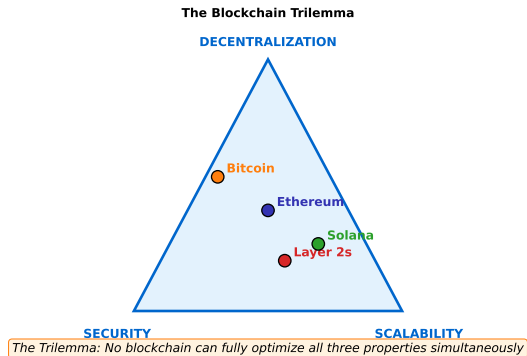 The Blockchain Trilemma
DECENTRALIZATION
Bitcoin
Ethereum
Solana
Layer 2s
SECURITY
SCALABILITY
The Trilemma: No blockchain can fully optimize all three properties simultaneously